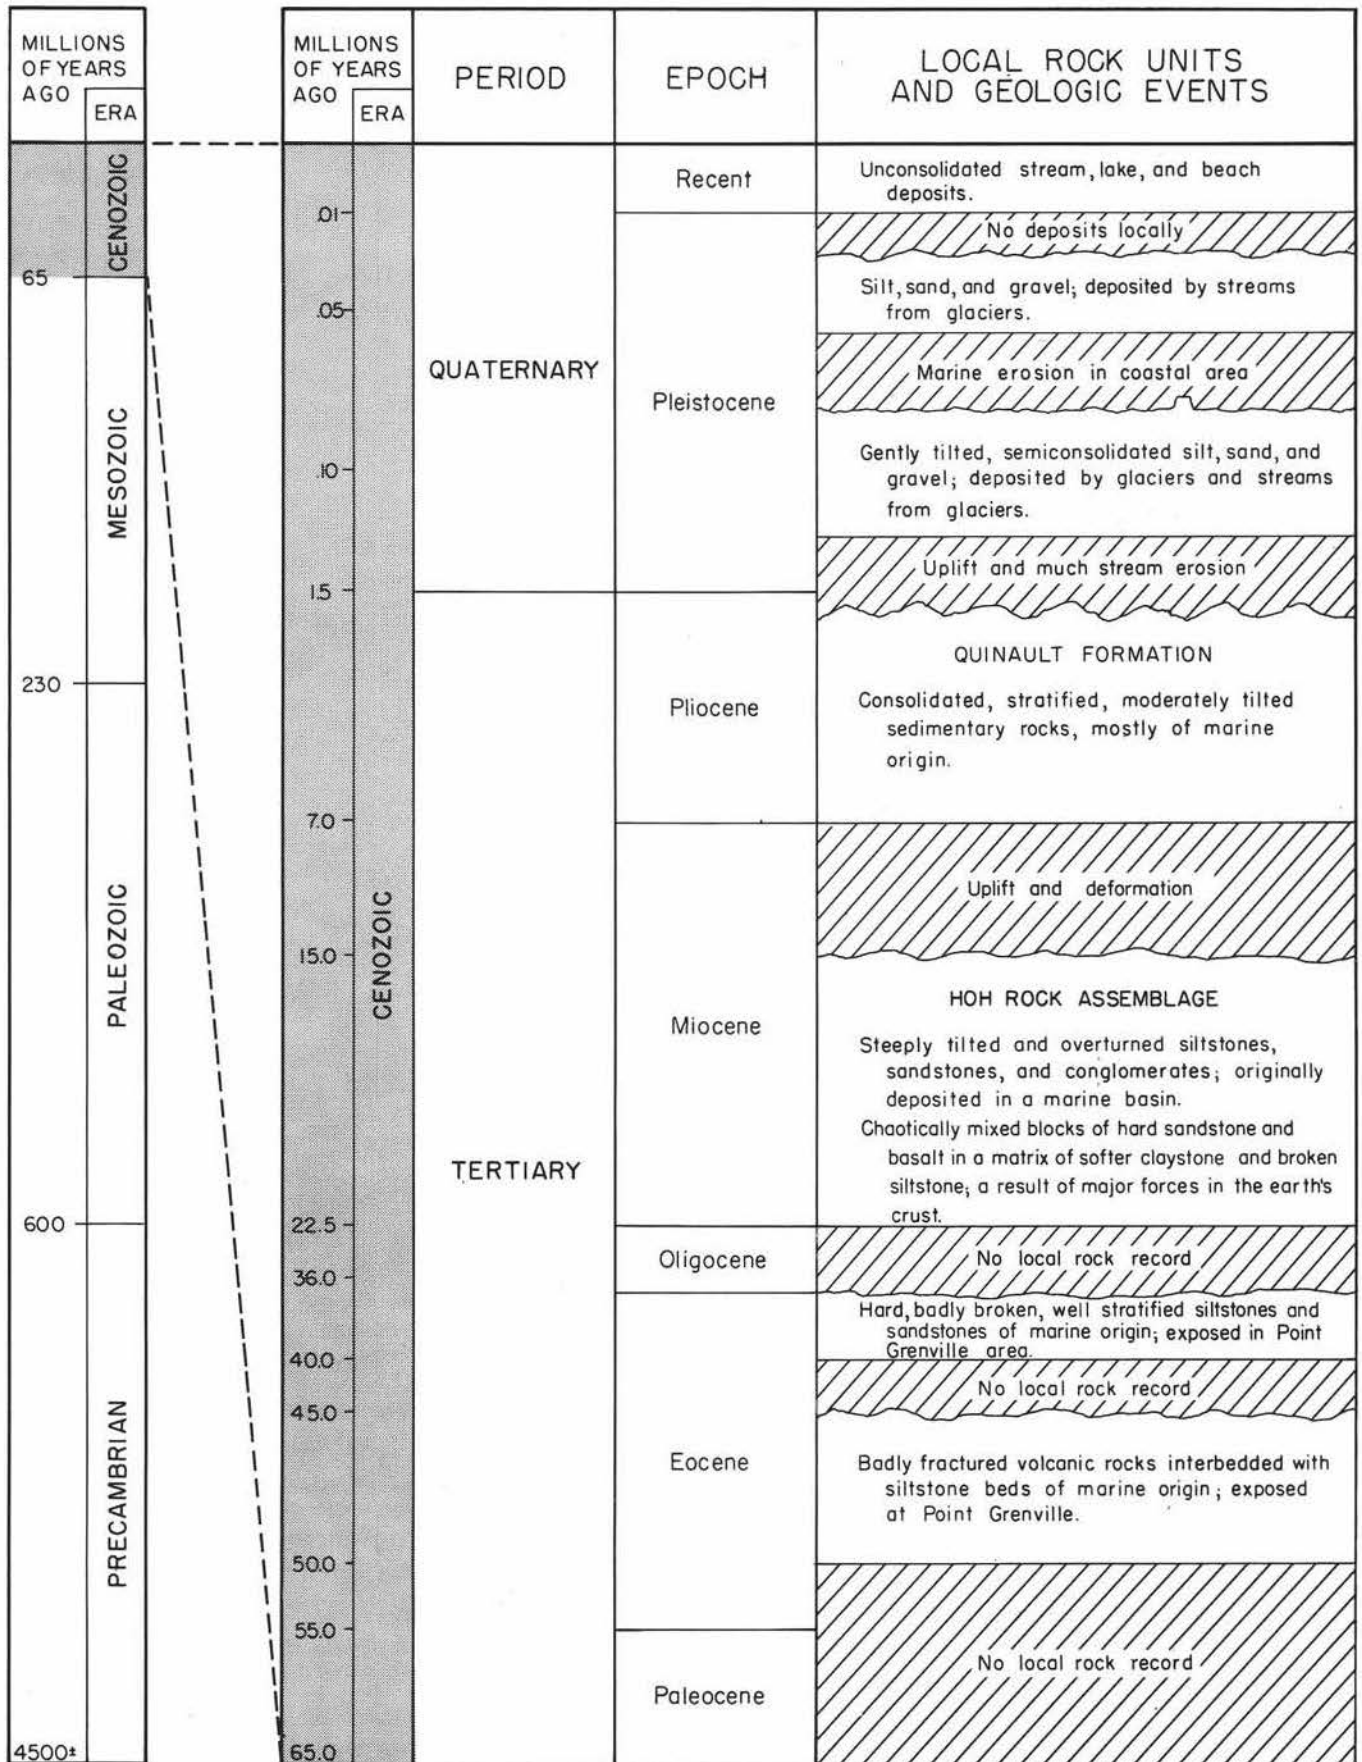 MILLIONS
OF YEARS
AGO
ERA
CENOZOIC
65
MESOZOIC
230
PALEOZOIC
600
PRECAMBRIAN
4500±
MILLIONS
OF YEARS
AGO
ERA
.01
.05
.10
1.5
7.0
15.0
22.5
36.0
40.0
45.0
50.0
55.0
65.0
CENOZOIC
PERIOD
QUATERNARY
TERTIARY
EPOCH
Recent
Pleistocene
Pliocene
Miocene
Oligocene
Eocene
Paleocene
LOCAL ROCK UNITS
AND GEOLOGIC EVENTS
Unconsolidated stream, lake, and beach
deposits.
No deposits locally
Silt, sand, and gravel; deposited by streams
from glaciers.
Marine erosion in coastal area
Gently tilted, semiconsolidated silt, sand, and
gravel; deposited by glaciers and streams
from glaciers.
Uplift and much stream erosion
QUINAULT FORMATION
Consolidated, stratified, moderately tilted
sedimentary rocks, mostly of marine
origin.
Uplift and deformation
HOH ROCK ASSEMBLAGE
Steeply tilted and overturned siltstones,
sandstones, and conglomerates; originally
deposited in a marine basin.
Chaotically mixed blocks of hard sandstone and
basalt in a matrix of softer claystone and broken
siltstone; a result of major forces in the earth's
crust.
No local rock record
Hard, badly broken, well stratified siltstones and
sandstones of marine origin; exposed in Point
Grenville area.
No local rock record
Badly fractured volcanic rocks interbedded with
siltstone beds of marine origin; exposed
at Point Grenville.
No local rock record